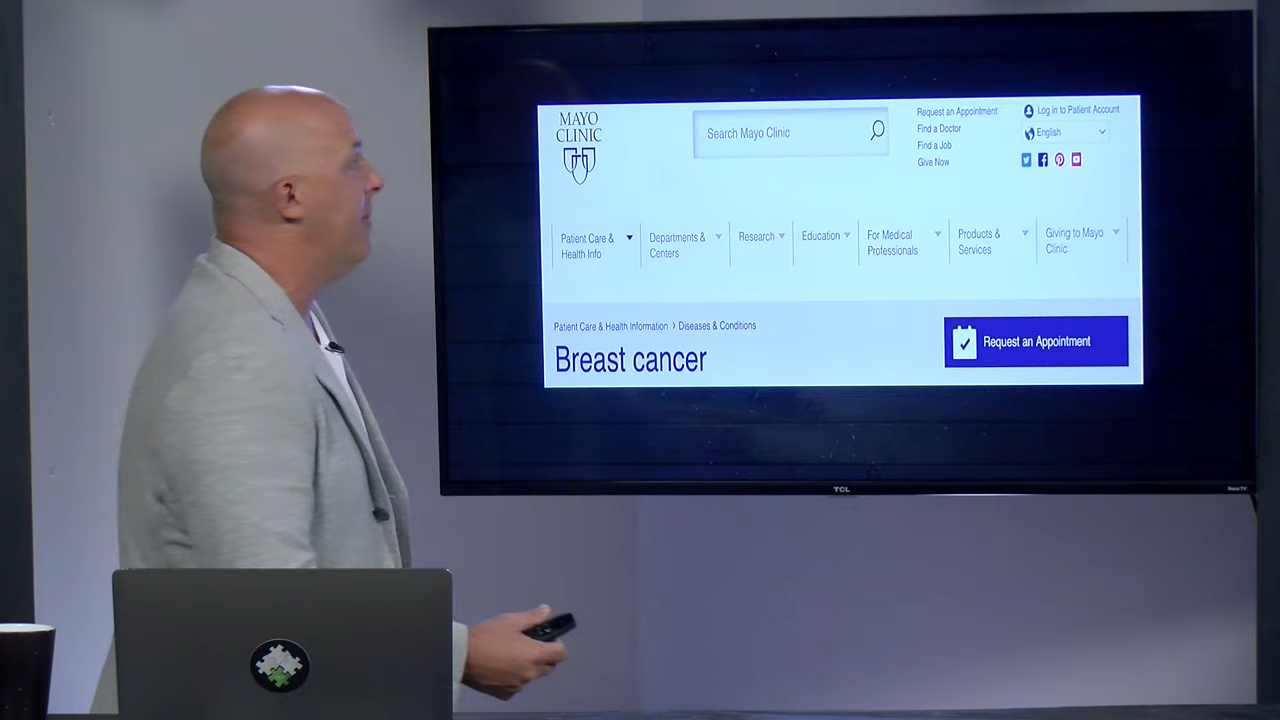 MAYO
CLINIC
Search Mayo Clinic
Request an Appointment
Find a Doctor
Find a Job
Give Now
Log in to Patient Account
English
Patient Care &
Health Info
Departments &
Centers
Research
Education
For Medical
Professionals
Products &
Services
Giving to Mayo
Clinic
Patient Care & Health Information › Diseases & Conditions
Breast cancer
Request an Appointment
TCL
Roku TV